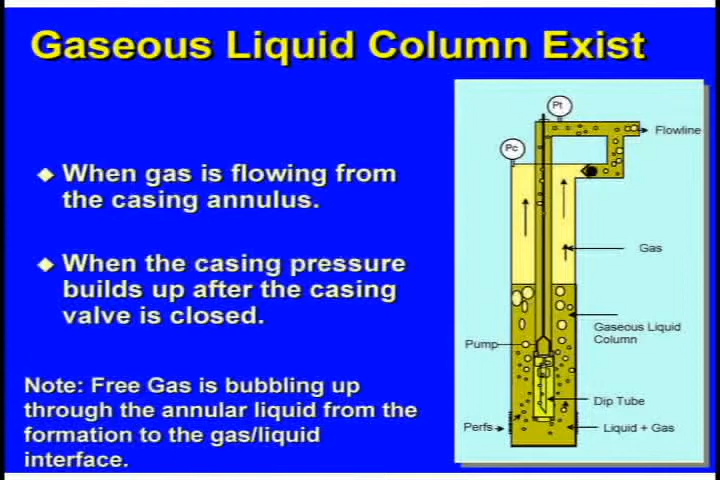 Gaseous Liquid Column Exist
◆ When gas is flowing from
the casing annulus.
◆ When the casing pressure
builds up after the casing
valve is closed.
Note: Free Gas is bubbling up
through the annular liquid from the
formation to the gas/liquid
interface.
Pt
Flowline
Pc
Gas
Gaseous Liquid
Column
Pump
Dip Tube
Perfs
Liquid + Gas